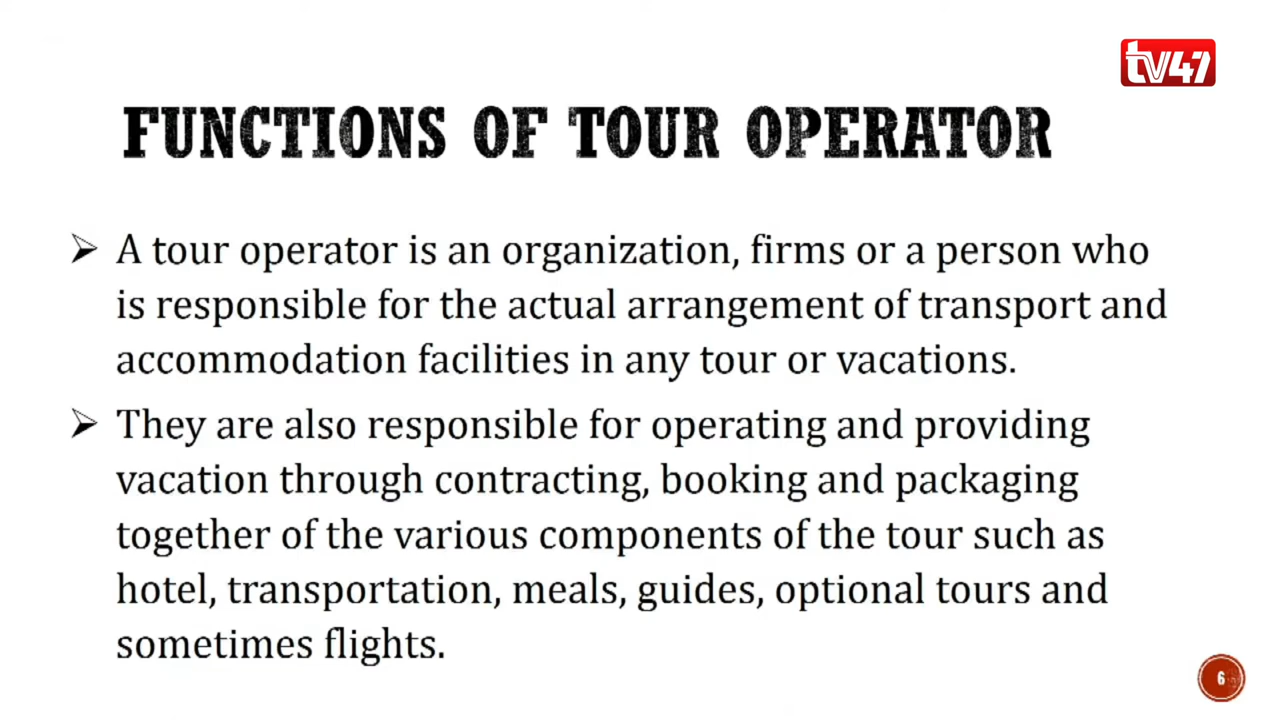 tv47
FUNCTIONS OF TOUR OPERATOR
➢ A tour operator is an organization, firms or a person who
is responsible for the actual arrangement of transport and
accommodation facilities in any tour or vacations.
➢ They are also responsible for operating and providing
vacation through contracting, booking and packaging
together of the various components of the tour such as
hotel, transportation, meals, guides, optional tours and
sometimes flights.
6